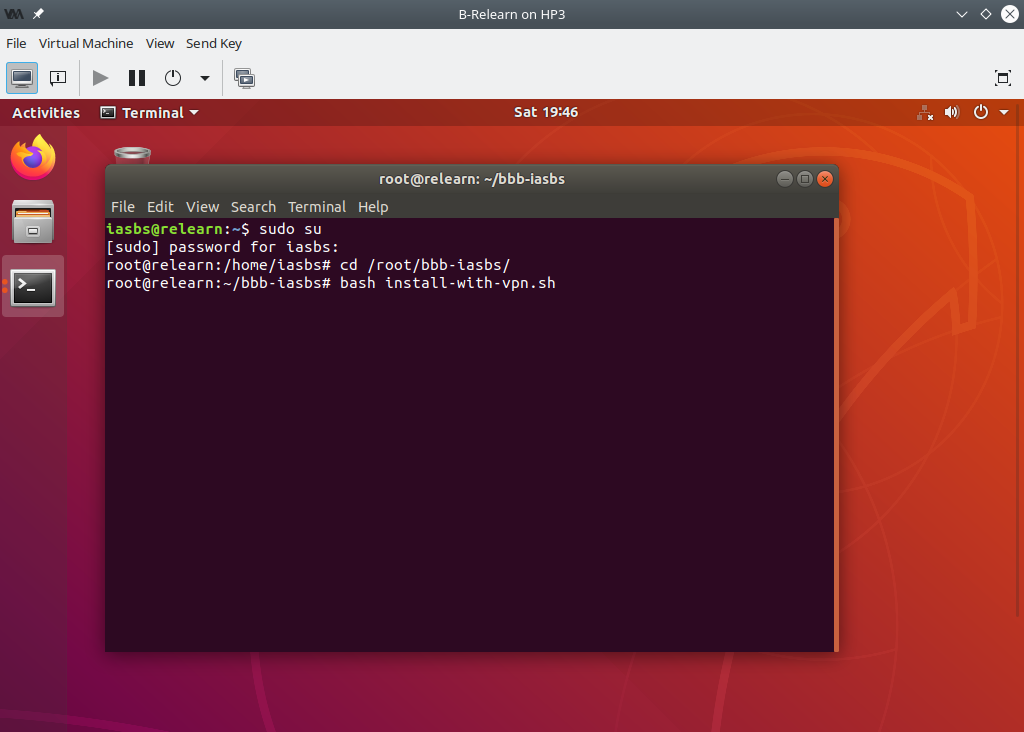 B-Relearn on HP3
File Virtual Machine View Send Key
Activities Terminal Sat 19:46
root@relearn: ~/bbb-iasbs
File Edit View Search Terminal Help
iasbs@relearn:~$ sudo su
[sudo] password for iasbs:
root@relearn:/home/iasbs# cd /root/bbb-iasbs/
root@relearn:~/bbb-iasbs# bash install-with-vpn.sh